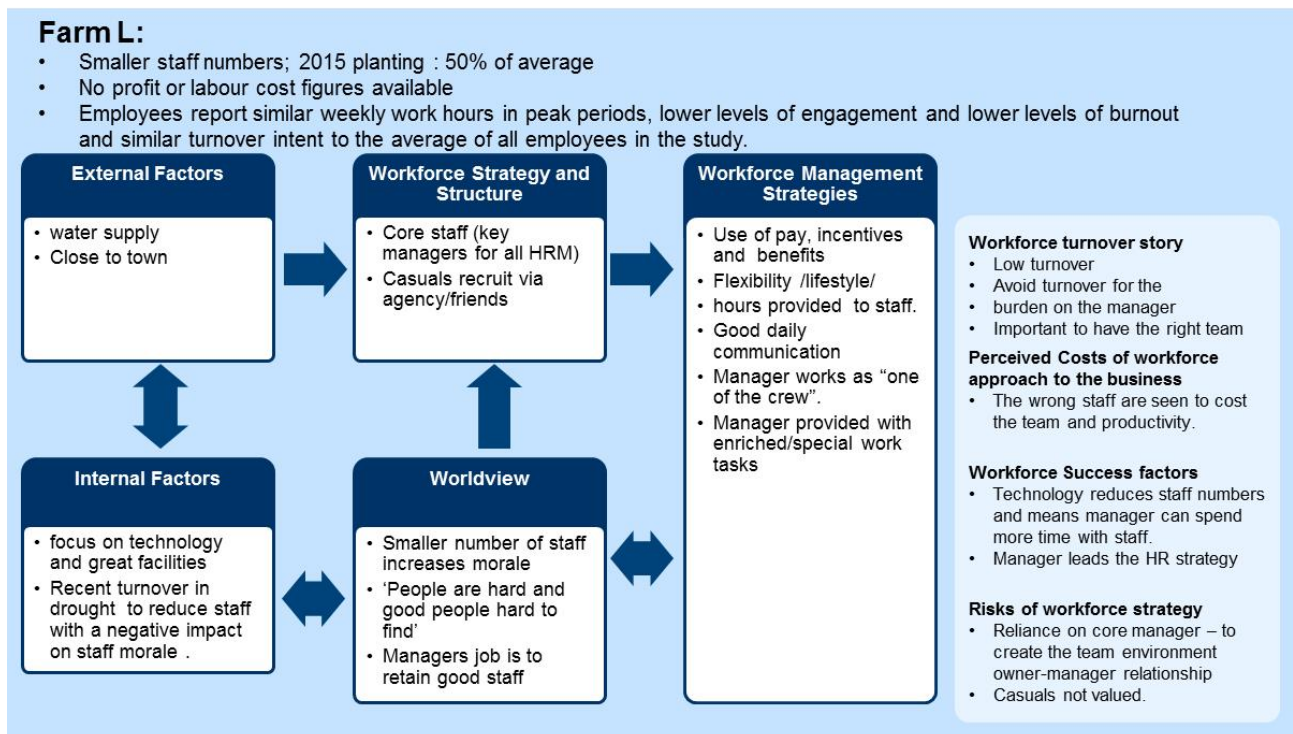 Farm L:
• Smaller staff numbers; 2015 planting : 50% of average
• No profit or labour cost figures available
• Employees report similar weekly work hours in peak periods, lower levels of engagement and lower levels of burnout
and similar turnover intent to the average of all employees in the study.
External Factors
• water supply
• Close to town
Workforce Strategy and
Structure
• Core staff (key
managers for all HRM)
• Casuals recruit via
agency/friends
Workforce Management
Strategies
• Use of pay, incentives
and benefits
• Flexibility /lifestyle/
• hours provided to staff.
• Good daily
communication
• Manager works as “one
of the crew”.
• Manager provided with
enriched/special work
tasks
Internal Factors
• focus on technology
and great facilities
• Recent turnover in
drought to reduce staff
with a negative impact
on staff morale .
Worldview
• Smaller number of staff
increases morale
• ‘People are hard and
good people hard to
find’
• Managers job is to
retain good staff
Workforce turnover story
• Low turnover
• Avoid turnover for the
• burden on the manager
• Important to have the right team
Perceived Costs of workforce
approach to the business
• The wrong staff are seen to cost
the team and productivity.
Workforce Success factors
• Technology reduces staff numbers
and means manager can spend
more time with staff.
• Manager leads the HR strategy
Risks of workforce strategy
• Reliance on core manager – to
create the team environment
owner-manager relationship
• Casuals not valued.